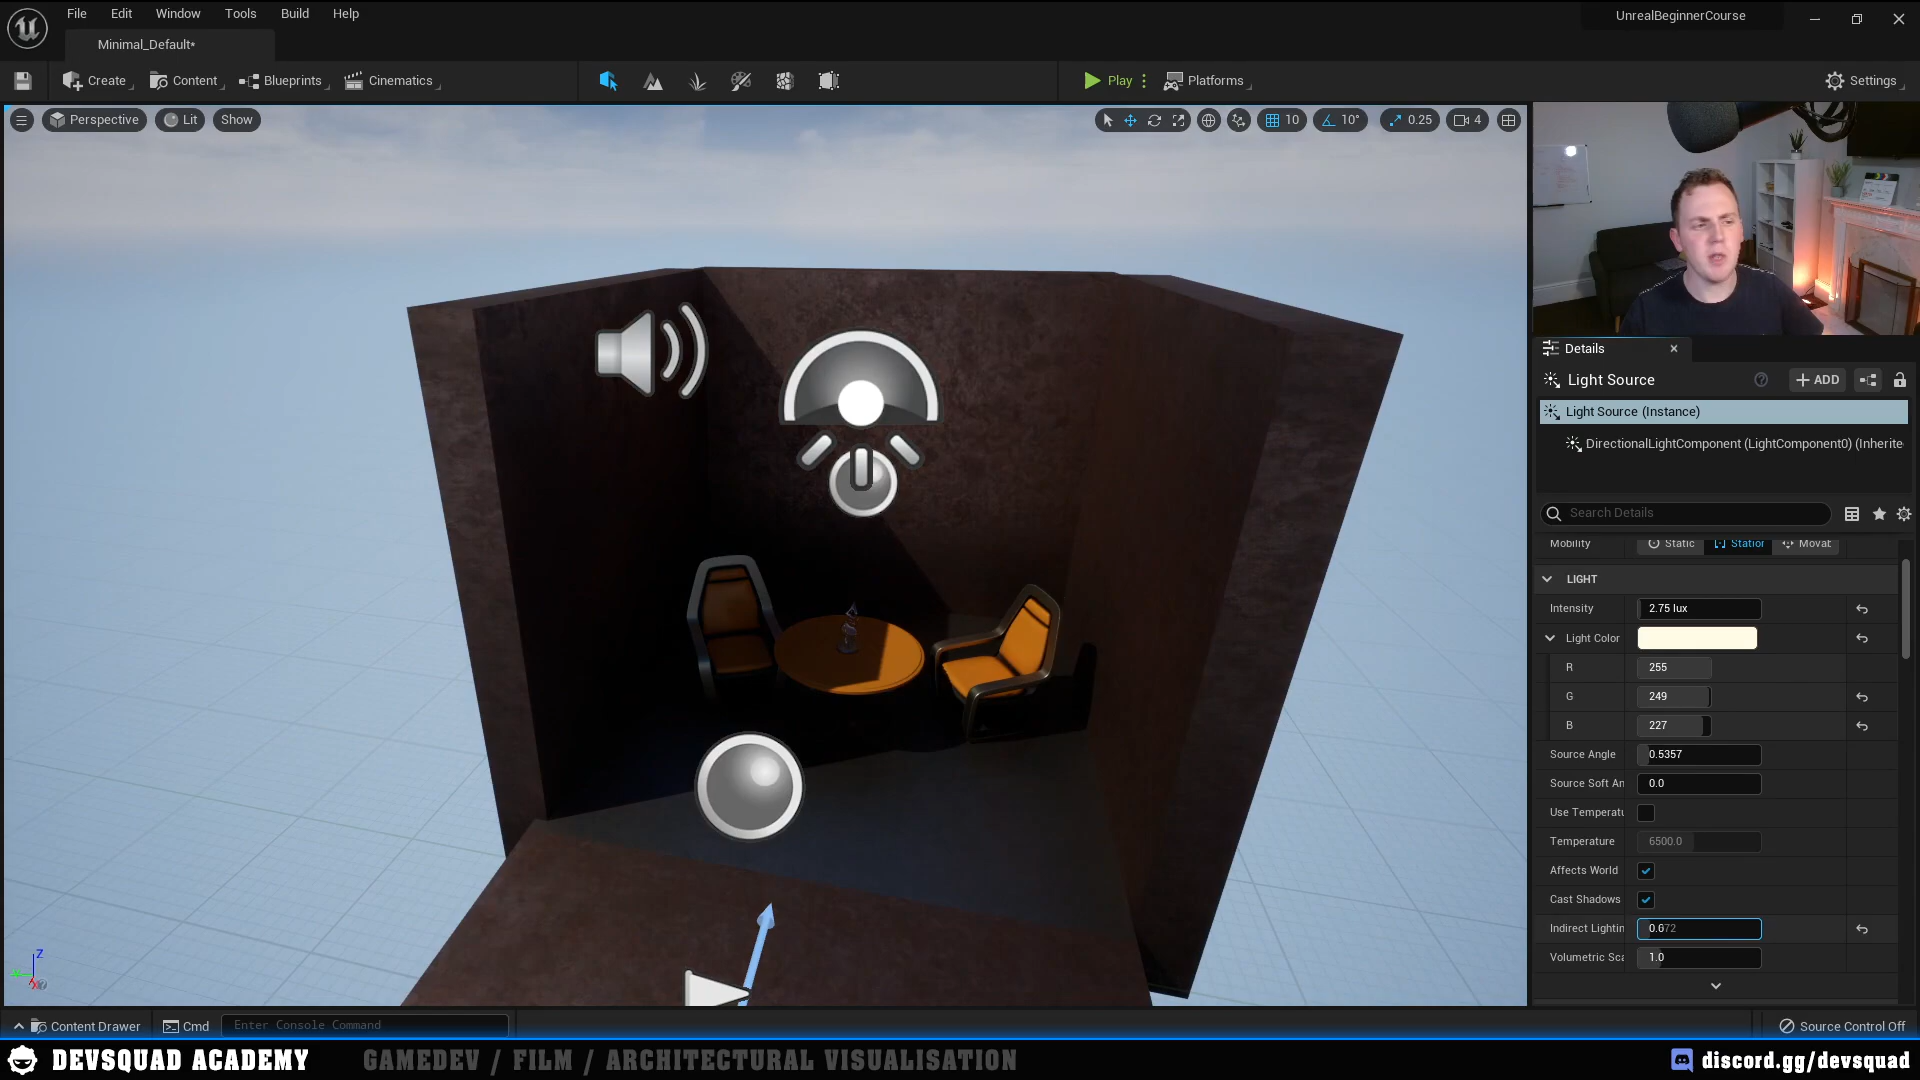 File Edit Window Tools Build Help
UnrealBeginnerCourse
Minimal_Default*
Create Content Blueprints Cinematics Play Platforms Settings
Perspective Lit Show 10 10° 0.25 4
Details
Light Source ADD
Light Source (Instance)
DirectionalLightComponent (LightComponent0) (Inherite
Search Details
Mobility Static Station Movat
LIGHT
Intensity 2.75 lux
Light Color
R 255
G 249
B 227
Source Angle 0.5357
Source Soft An 0.0
Use Temperatu
Temperature 6500.0
Affects World
Cast Shadows
Indirect Lightin 0.672
Volumetric Sca 1.0
Z
Content Drawer Cmd Enter Console Command Source Control Off
DEVSQUAD ACADEMY GAMEDEV / FILM / ARCHITECTURAL VISUALISATION discord.gg/devsquad